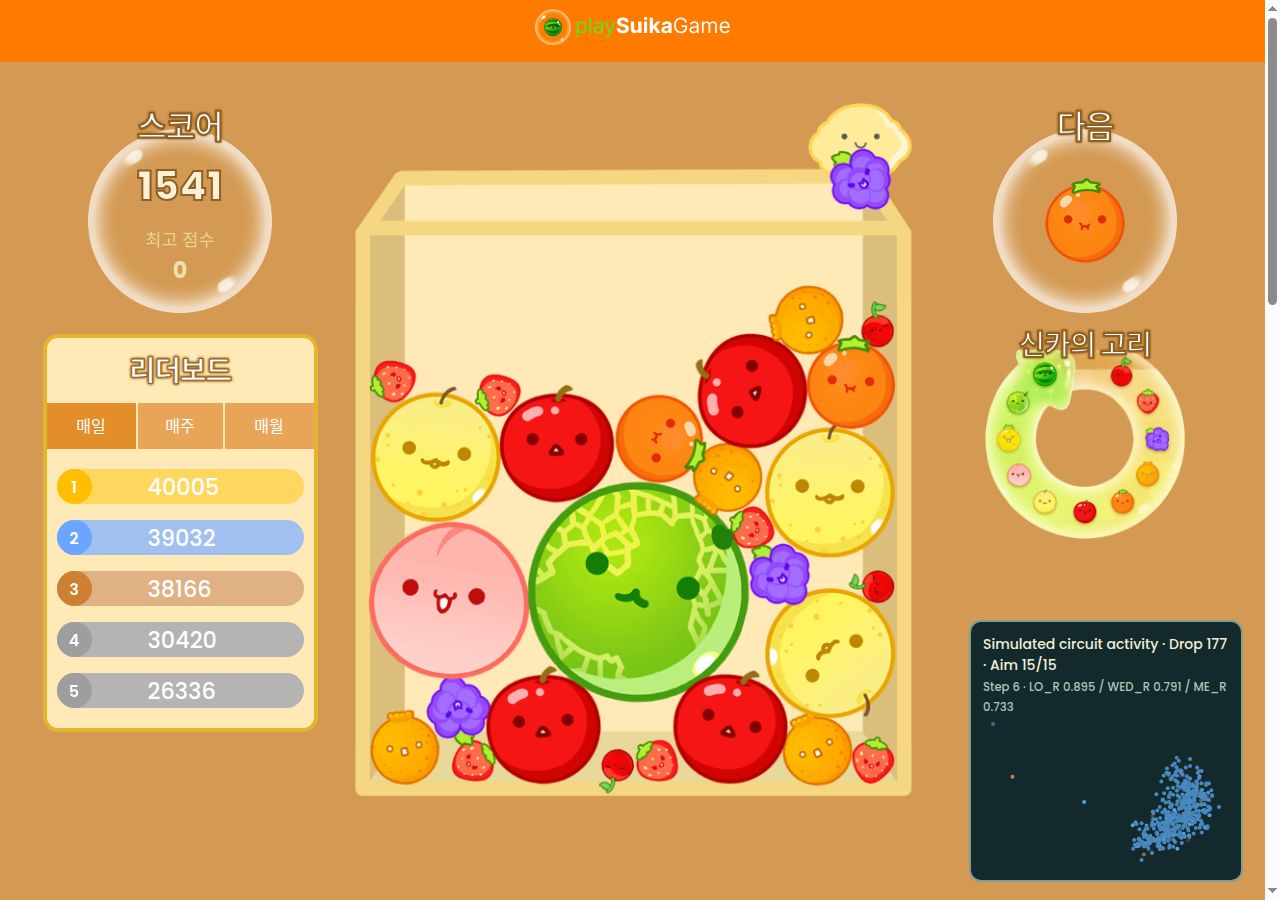 playSuikaGame
스코어
1541
최고 점수
0
리더보드
매일 매주 매월
1 40005
2 39032
3 38166
4 30420
5 26336
다음
신카의 고리
Simulated circuit activity · Drop 177
· Aim 15/15
Step 6 · LO_R 0.895 / WED_R 0.791 / ME_R
0.733